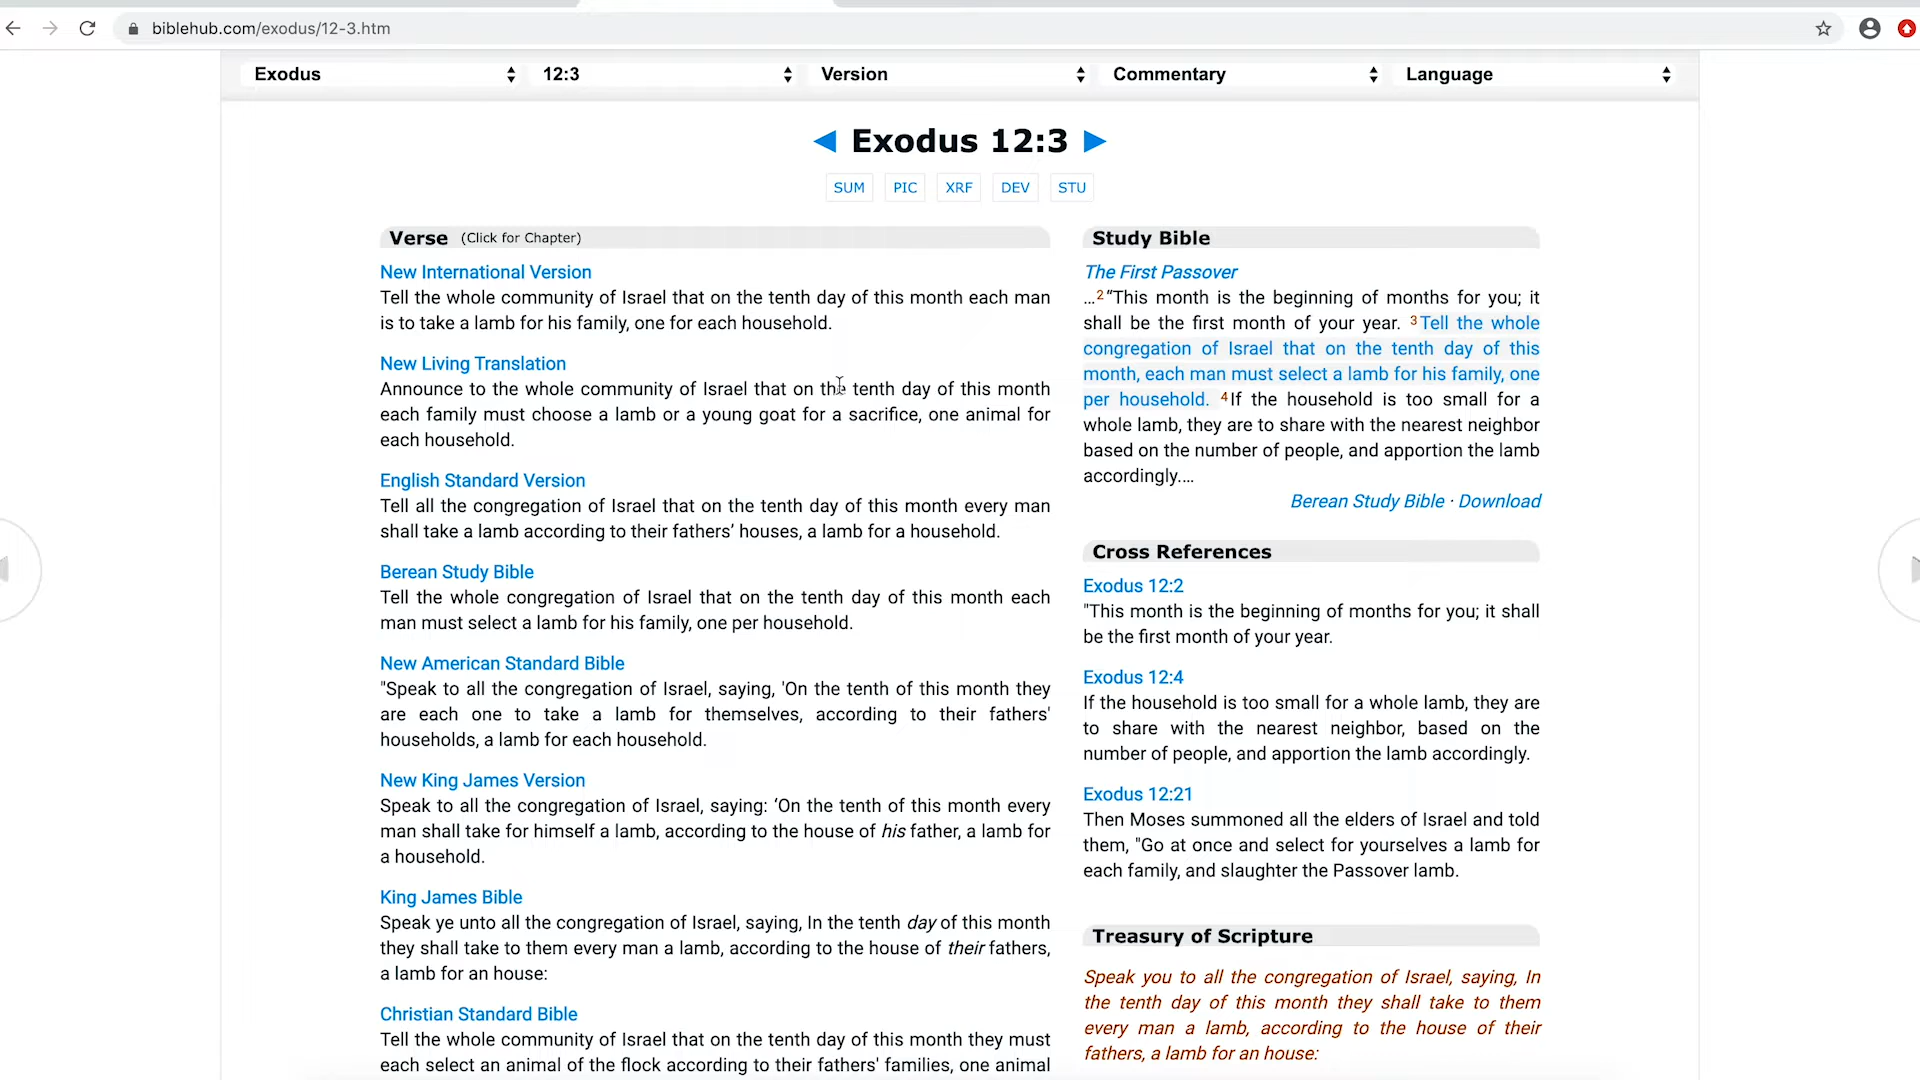 biblehub.com/exodus/12-3.htm
Exodus 12:3 Version Commentary Language
Exodus 12:3
SUM PIC XRF DEV STU
Verse (Click for Chapter)
New International Version
Tell the whole community of Israel that on the tenth day of this month each man
is to take a lamb for his family, one for each household.
New Living Translation
Announce to the whole community of Israel that on the tenth day of this month
each family must choose a lamb or a young goat for a sacrifice, one animal for
each household.
English Standard Version
Tell all the congregation of Israel that on the tenth day of this month every man
shall take a lamb according to their fathers’ houses, a lamb for a household.
Berean Study Bible
Tell the whole congregation of Israel that on the tenth day of this month each
man must select a lamb for his family, one per household.
New American Standard Bible
"Speak to all the congregation of Israel, saying, 'On the tenth of this month they
are each one to take a lamb for themselves, according to their fathers'
households, a lamb for each household.
New King James Version
Speak to all the congregation of Israel, saying: ‘On the tenth of this month every
man shall take for himself a lamb, according to the house of his father, a lamb for
a household.
King James Bible
Speak ye unto all the congregation of Israel, saying, In the tenth day of this month
they shall take to them every man a lamb, according to the house of their fathers,
a lamb for an house:
Christian Standard Bible
Tell the whole community of Israel that on the tenth day of this month they must
each select an animal of the flock according to their fathers' families, one animal
Study Bible
The First Passover
…2“This month is the beginning of months for you; it
shall be the first month of your year. 3Tell the whole
congregation of Israel that on the tenth day of this
month, each man must select a lamb for his family, one
per household. 4If the household is too small for a
whole lamb, they are to share with the nearest neighbor
based on the number of people, and apportion the lamb
accordingly.…
Berean Study Bible · Download
Cross References
Exodus 12:2
"This month is the beginning of months for you; it shall
be the first month of your year.
Exodus 12:4
If the household is too small for a whole lamb, they are
to share with the nearest neighbor, based on the
number of people, and apportion the lamb accordingly.
Exodus 12:21
Then Moses summoned all the elders of Israel and told
them, "Go at once and select for yourselves a lamb for
each family, and slaughter the Passover lamb.
Treasury of Scripture
Speak you to all the congregation of Israel, saying, In
the tenth day of this month they shall take to them
every man a lamb, according to the house of their
fathers, a lamb for an house: